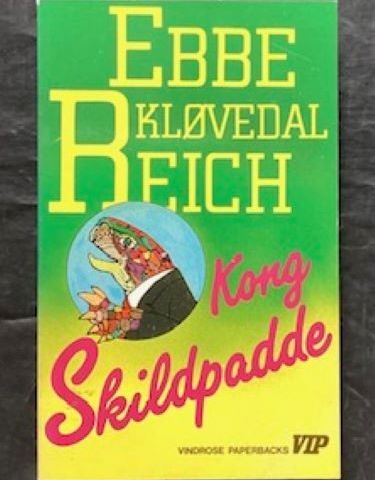 EBBE
KLØVEDAL
REICH
Kong
Skildpadde
VINDROSE PAPERBACKS VIP